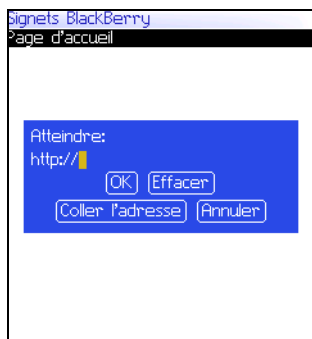 Signets BlackBerry
Page d'accueil
Atteindre:
http://
OK Effacer
Coller l'adresse Annuler